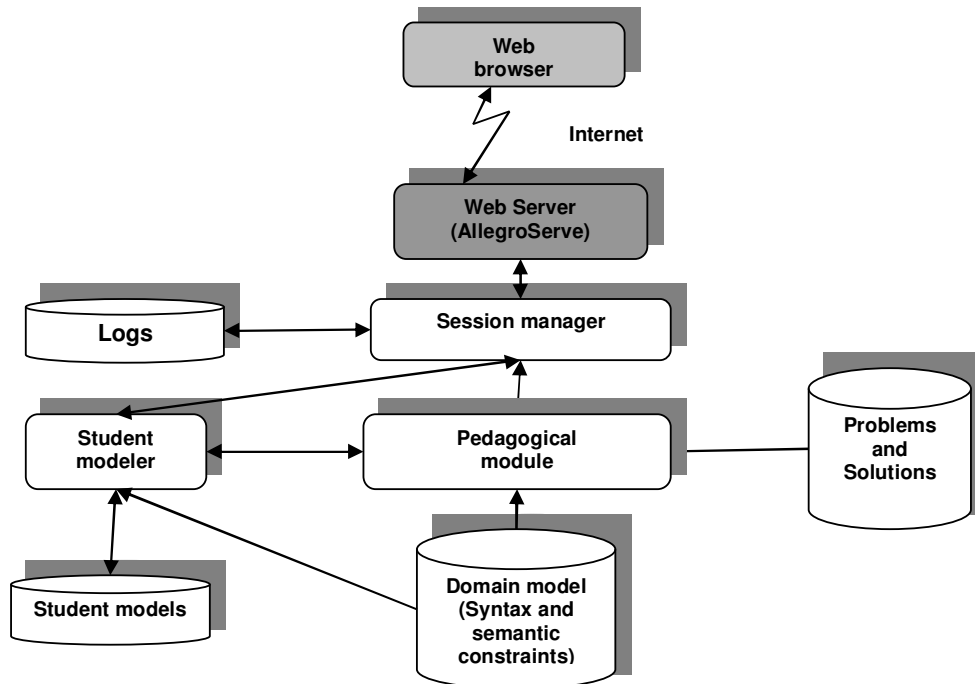 Web
browser
Internet
Web Server
(AllegroServe)
Logs
Session manager
Student
modeler
Pedagogical
module
Problems
and
Solutions
Student models
Domain model
(Syntax and
semantic
constraints)